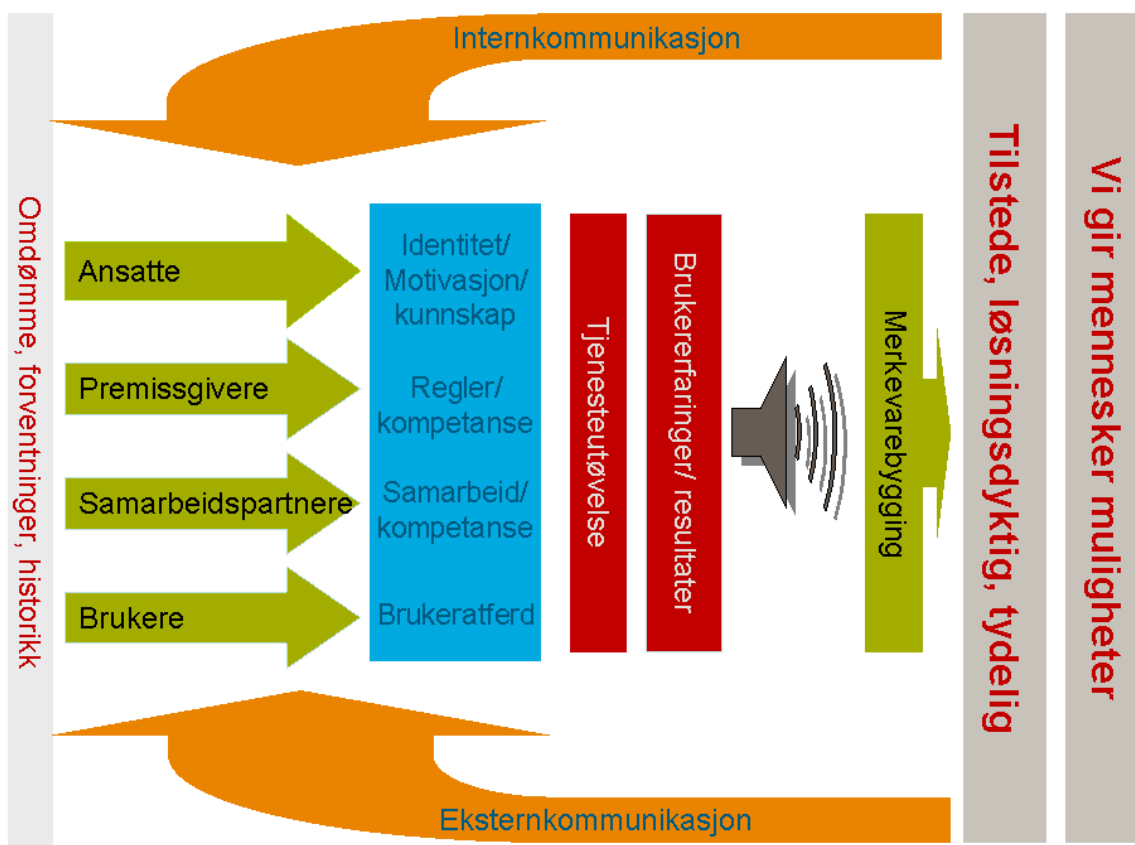 Internkommunikasjon
Omdømme, forventninger, historikk
Ansatte
Premissgivere
Samarbeidspartnere
Brukere
Identitet/
Motivasjon/
kunnskap
Regler/
kompetanse
Samarbeid/
kompetanse
Brukeratferd
Tjenesteutøvelse
Brukererfaringer/ resultater
Merkevarebygging
Tilstede, løsningsdyktig, tydelig
Vi gir mennesker muligheter
Eksternkommunikasjon